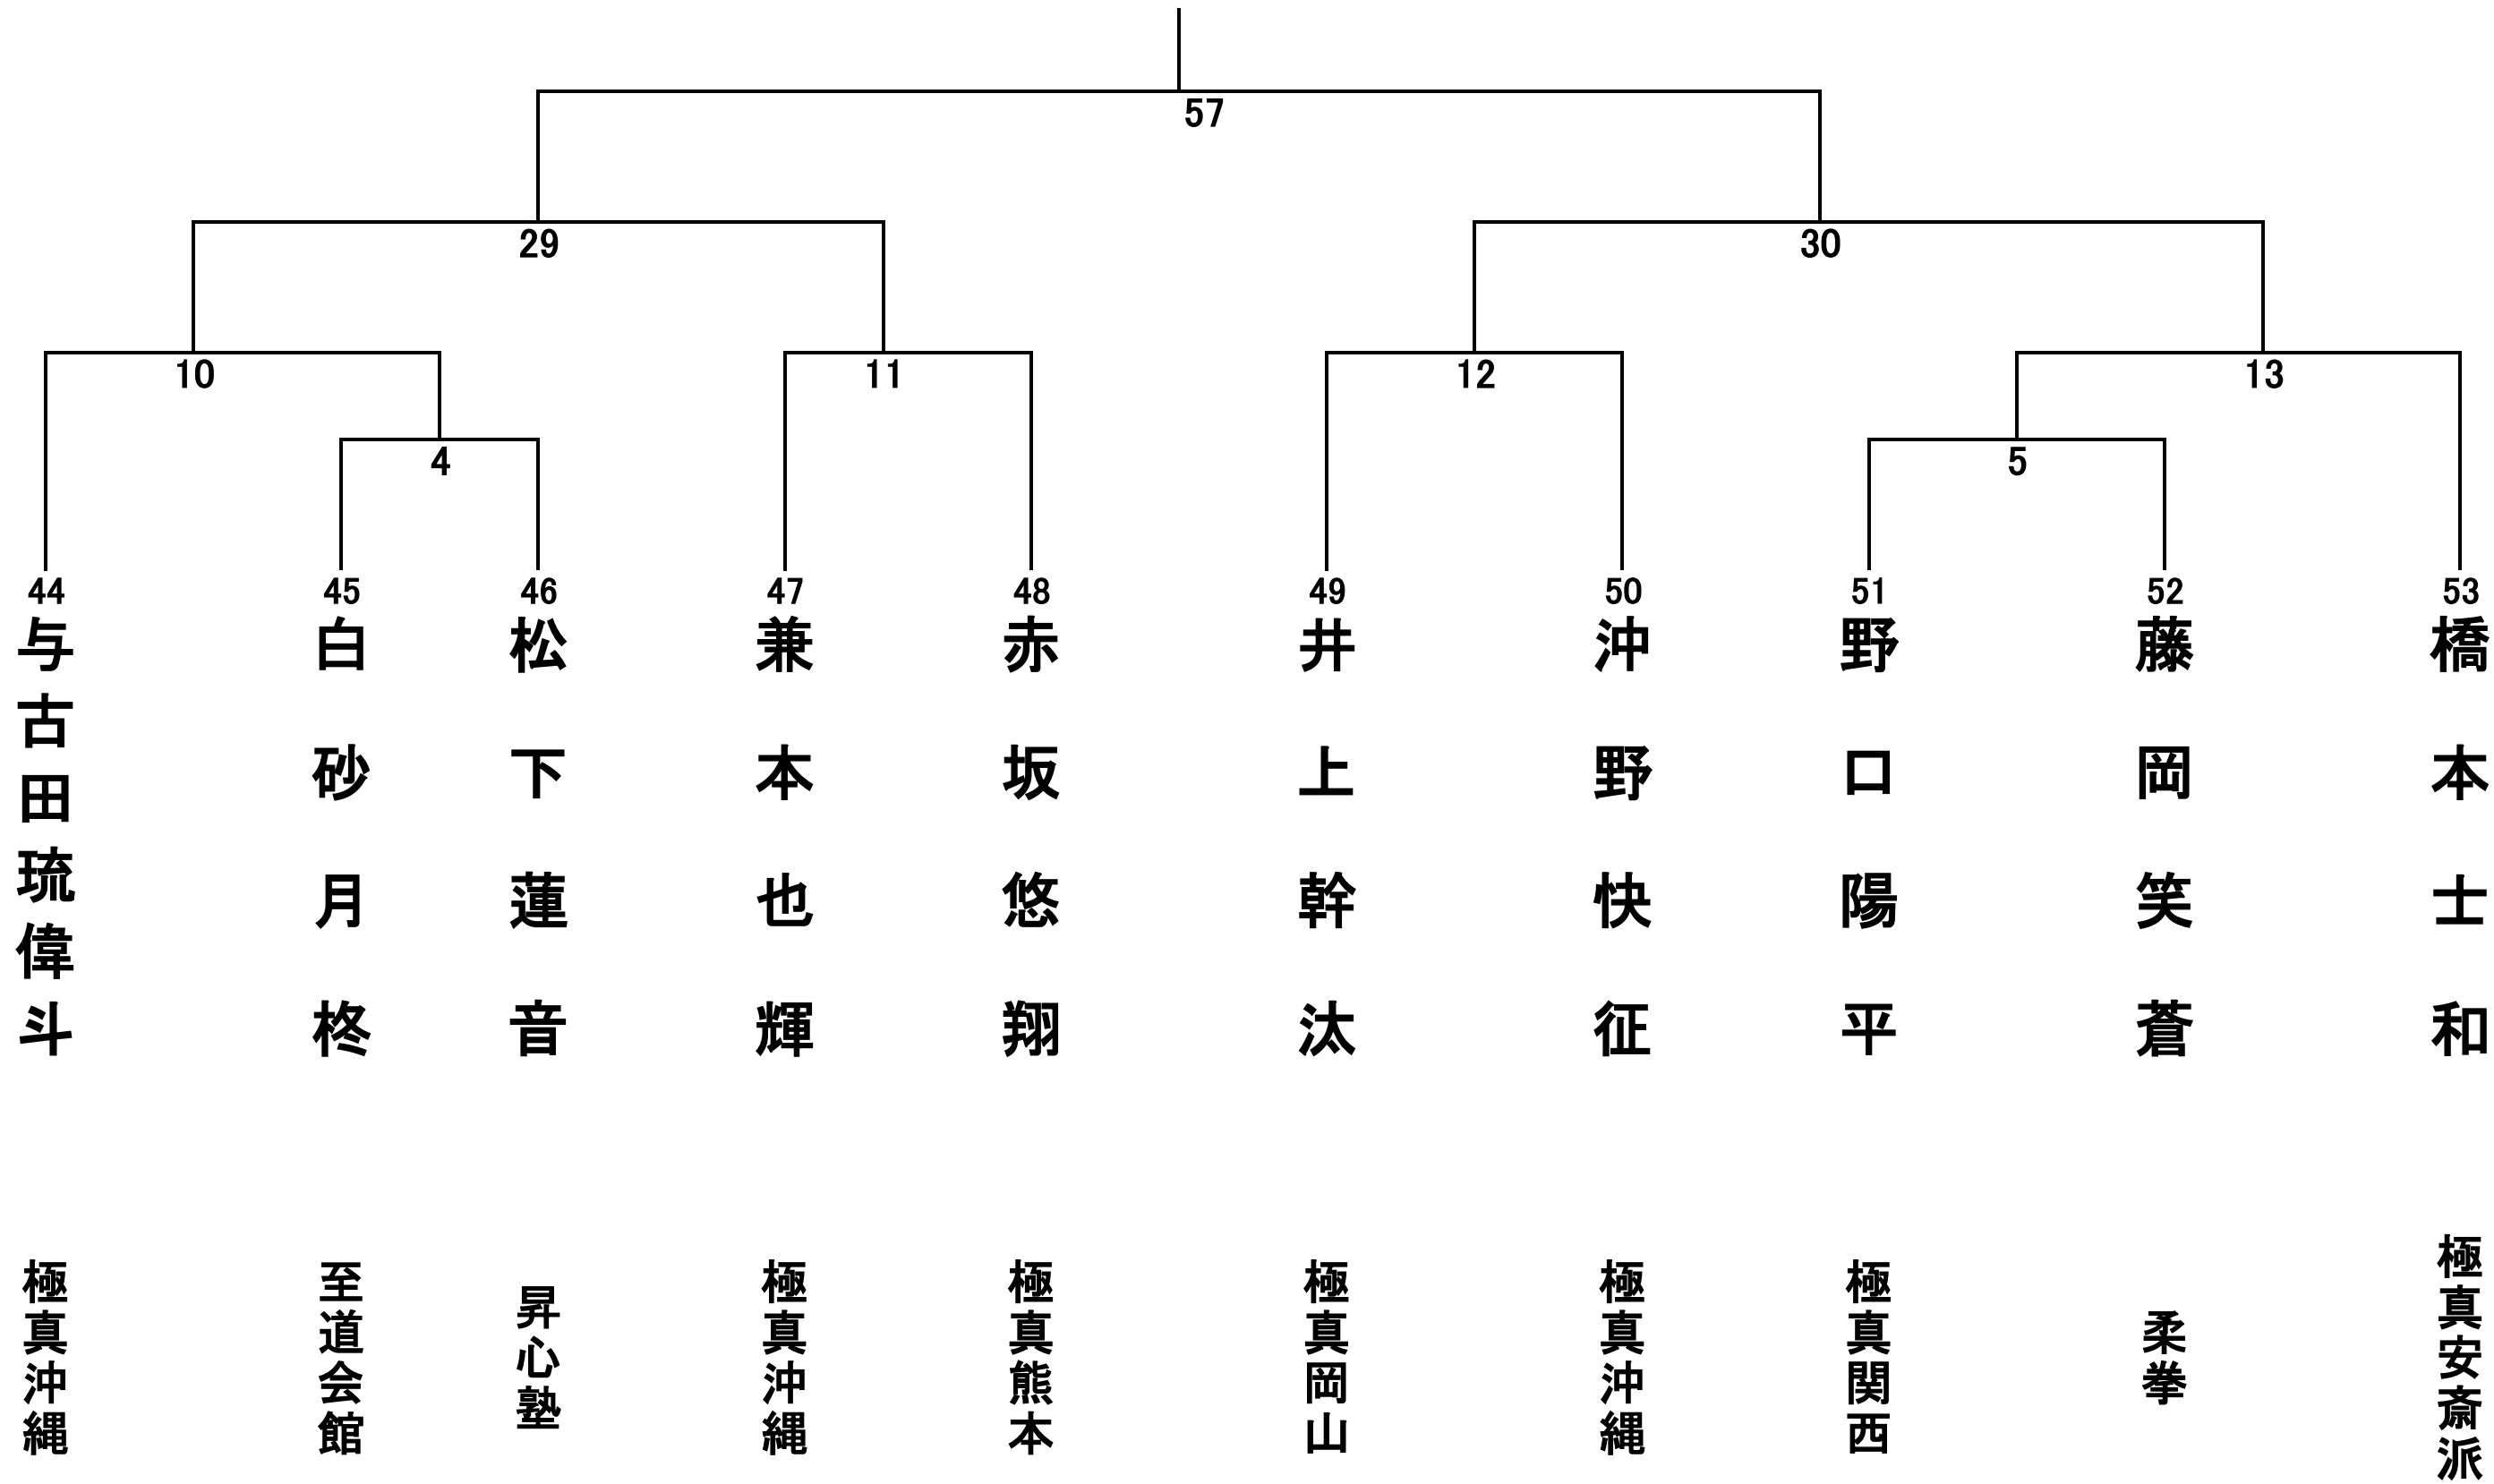 57
29
30
10
11
12
13
4
5
44
45
46
47
48
49
50
51
52
53
与古田琉偉斗
白砂月柊
松下蓮音
兼本也輝
赤坂悠翔
井上幹汰
沖野快征
野口陽平
藤岡笑蒼
橋本士和
極真沖縄
至道会館
昇心塾
極真沖縄
極真熊本
極真岡山
極真沖縄
極真関西
柔拳
極真安斎派